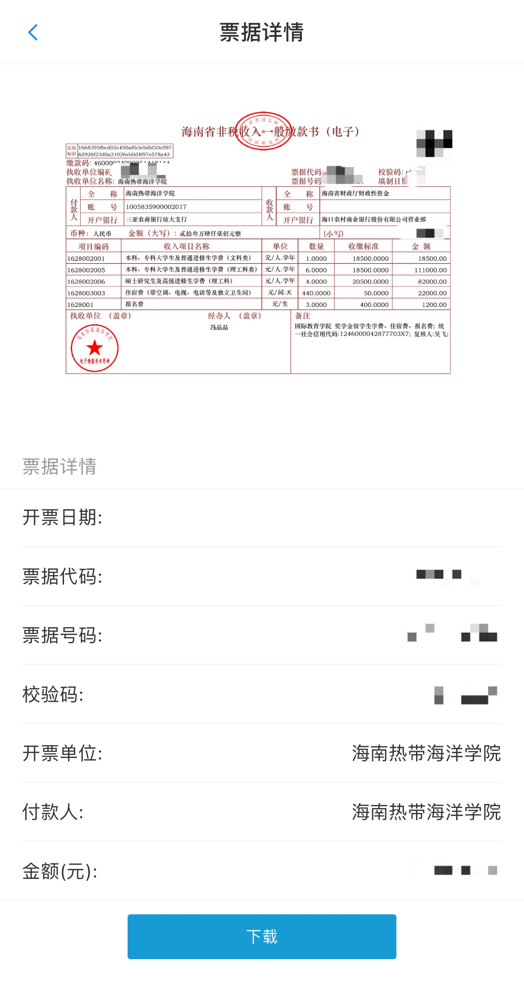 票据详情
海南省非税收入一般缴款书（电子）
区块标识
1668395fbcd02c450af0cfe5dbf33c097
62926f22d0a21026eb0d4f97e578a42
缴款码:
执收单位编码
执收单位名称: 海南热带海洋学院
票据代码:
票据号码
校验码:
填制日期
付款人
全 称 海南热带海洋学院
账 号 1005835900002017
开户银行 三亚农商银行琼大支行
收款人
全 称 海南省财政厅财政性资金
账 号
开户银行 海口农村商业银行股份有限公司营业部
币种: 人民币 金额（大写）: 贰拾叁万肆仟柒佰元整 (小写)
项目编码 收入项目名称 单位 数量 收缴标准 金 额
1628002001 本科、专科大学生及普通进修生学费（文科类） 元/人.学年 1.0000 18500.0000 18500.00
1628002005 本科、专科大学生及普通进修生学费（理工科类） 元/人.学年 6.0000 18500.0000 111000.00
1628002006 硕士研究生及高级进修生学费（理工科） 元/人.学年 4.0000 20500.0000 82000.00
1628003003 住宿费（带空调、电视、电话等及独立卫生间） 元/间.天 440.0000 50.0000 22000.00
1628001 报名费 元/生 3.0000 400.0000 1200.00
执收单位 （盖章） 经办人 （盖章） 备注
冯晶晶
国际教育学院 奖学金留学生学费、住宿费、报名费; 统
一社会信用代码:1246000042877703X7; 复核人:吴飞;
海南热带海洋学院
电子缴款书专用章
票据详情
开票日期:
票据代码:
票据号码:
校验码:
开票单位: 海南热带海洋学院
付款人: 海南热带海洋学院
金额(元):
下载